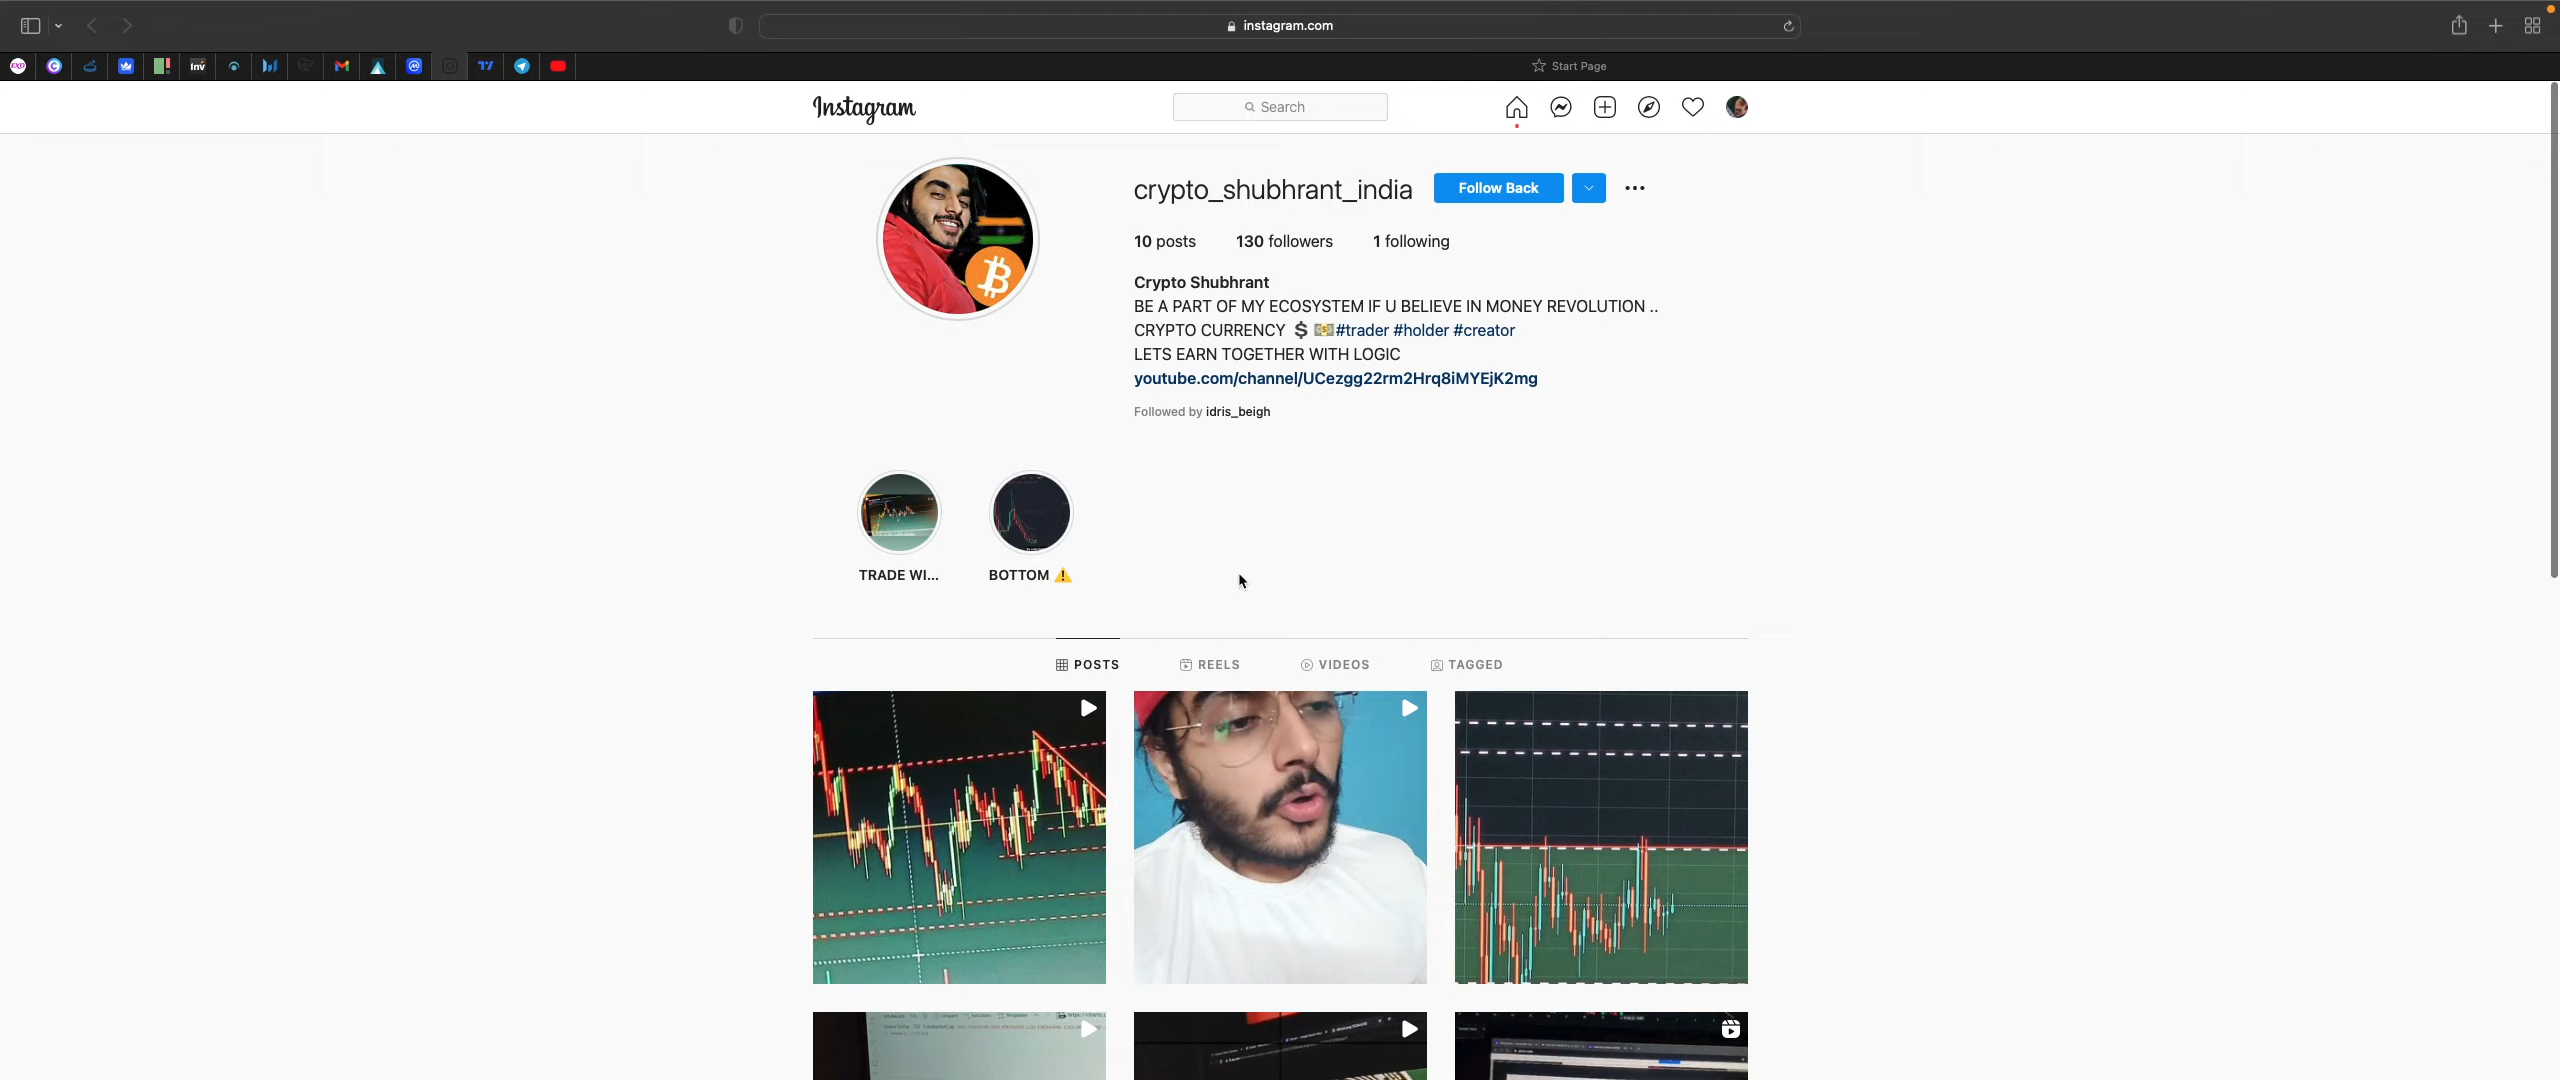 instagram.com
Start Page
Instagram
Search
crypto_shubhrant_india
Follow Back
10 posts 130 followers 1 following
Crypto Shubhrant
BE A PART OF MY ECOSYSTEM IF U BELIEVE IN MONEY REVOLUTION ..
CRYPTO CURRENCY 💲 💴#trader #holder #creator
LETS EARN TOGETHER WITH LOGIC
youtube.com/channel/UCezgg22rm2Hrq8iMYEjK2mg
Followed by idris_beigh
TRADE WI... BOTTOM ⚠️
POSTS REELS VIDEOS TAGGED